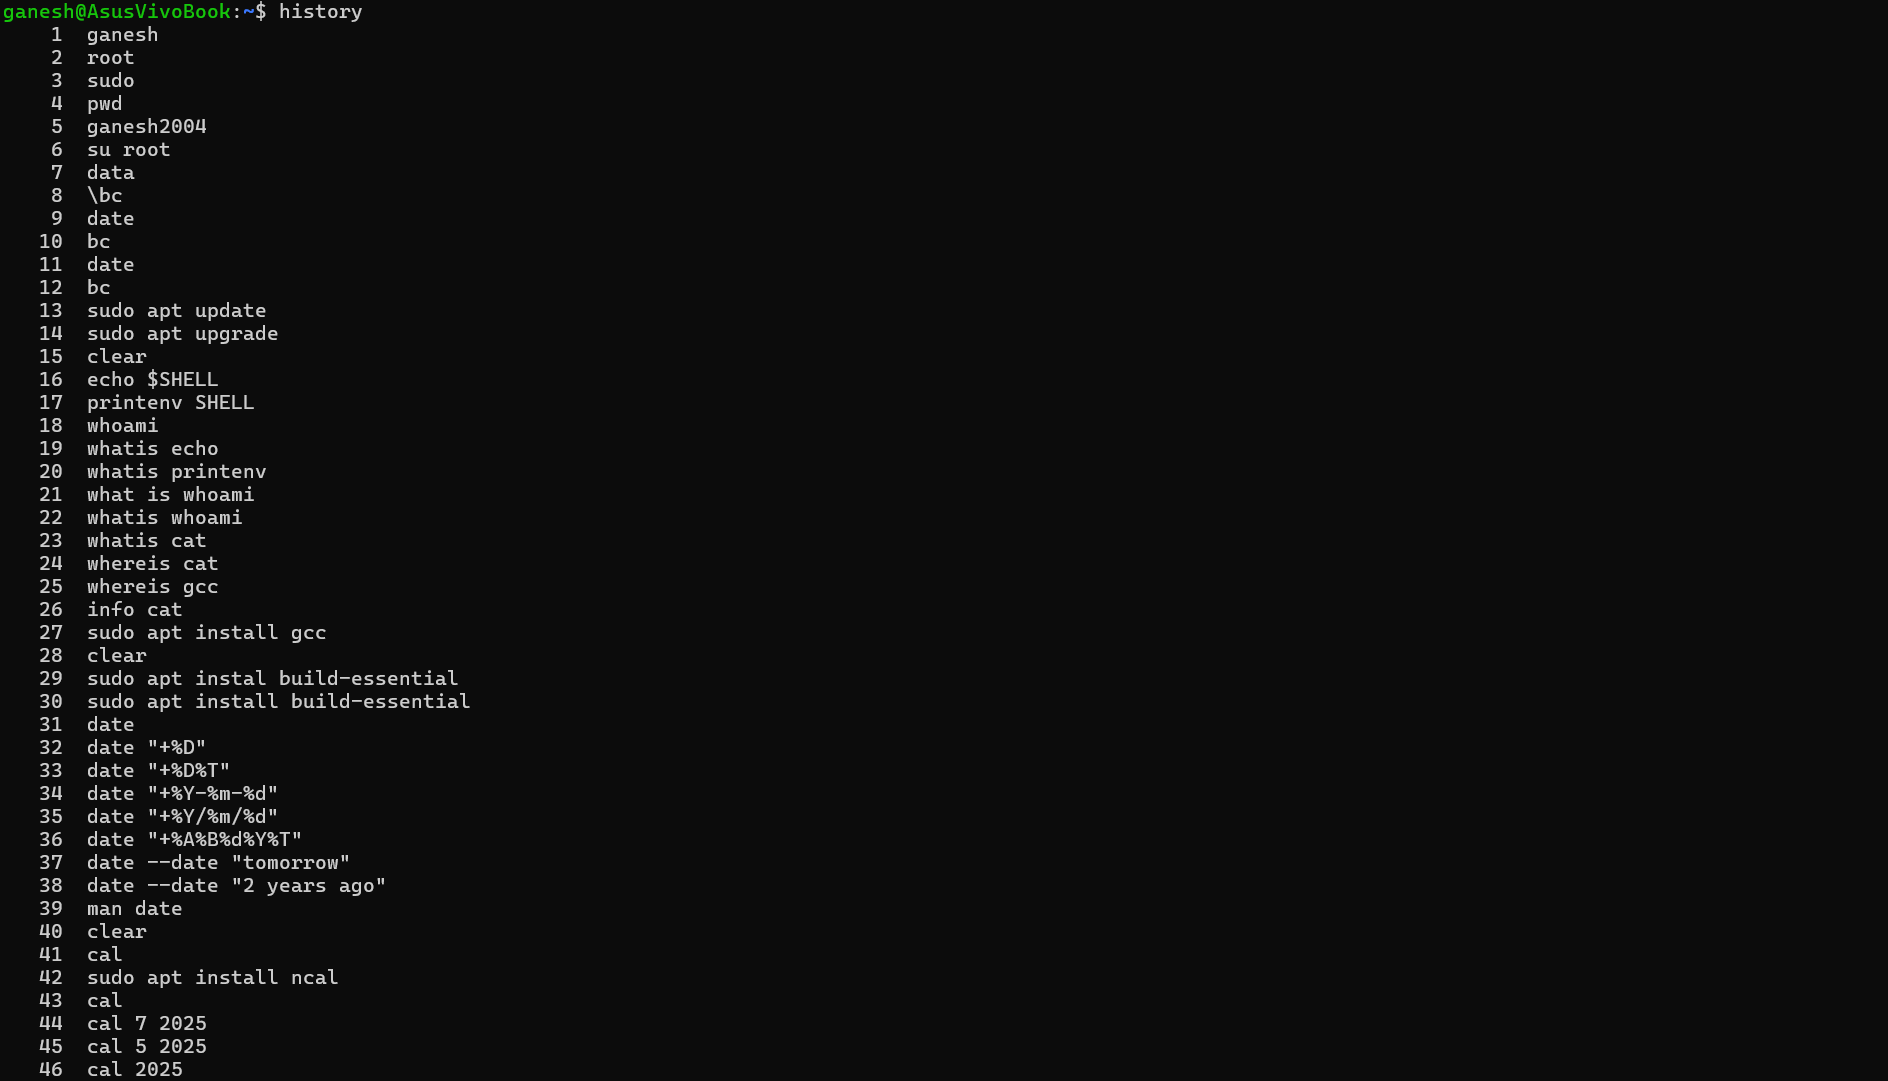 ganesh@AsusVivoBook:~$ history
    1  ganesh
    2  root
    3  sudo
    4  pwd
    5  ganesh2004
    6  su root
    7  data
    8  \bc
    9  date
   10  bc
   11  date
   12  bc
   13  sudo apt update
   14  sudo apt upgrade
   15  clear
   16  echo $SHELL
   17  printenv SHELL
   18  whoami
   19  whatis echo
   20  whatis printenv
   21  what is whoami
   22  whatis whoami
   23  whatis cat
   24  whereis cat
   25  whereis gcc
   26  info cat
   27  sudo apt install gcc
   28  clear
   29  sudo apt instal build-essential
   30  sudo apt install build-essential
   31  date
   32  date "+%D"
   33  date "+%D%T"
   34  date "+%Y-%m-%d"
   35  date "+%Y/%m/%d"
   36  date "+%A%B%d%Y%T"
   37  date --date "tomorrow"
   38  date --date "2 years ago"
   39  man date
   40  clear
   41  cal
   42  sudo apt install ncal
   43  cal
   44  cal 7 2025
   45  cal 5 2025
   46  cal 2025